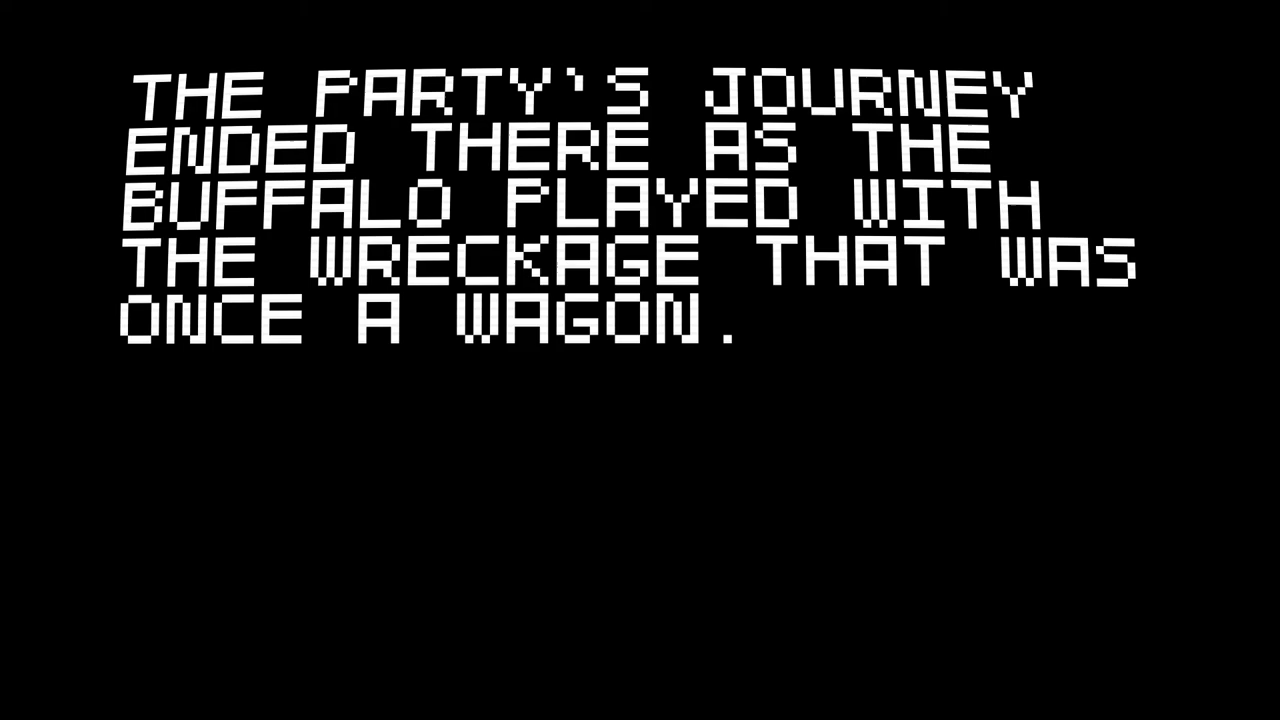 THE PARTY'S JOURNEY
ENDED THERE AS THE
BUFFALO PLAYED WITH
THE WRECKAGE THAT WAS
ONCE A WAGON.